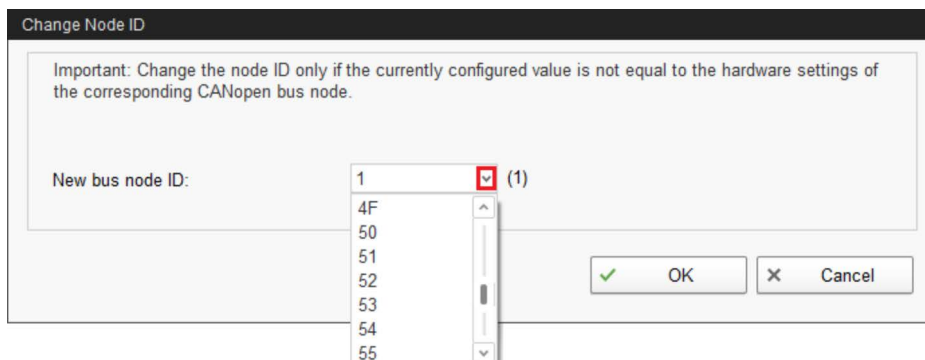 Change Node ID
Important: Change the node ID only if the currently configured value is not equal to the hardware settings of
the corresponding CANopen bus node.
New bus node ID: 1 (1)
4F
50
51
52
53
54
55
OK Cancel